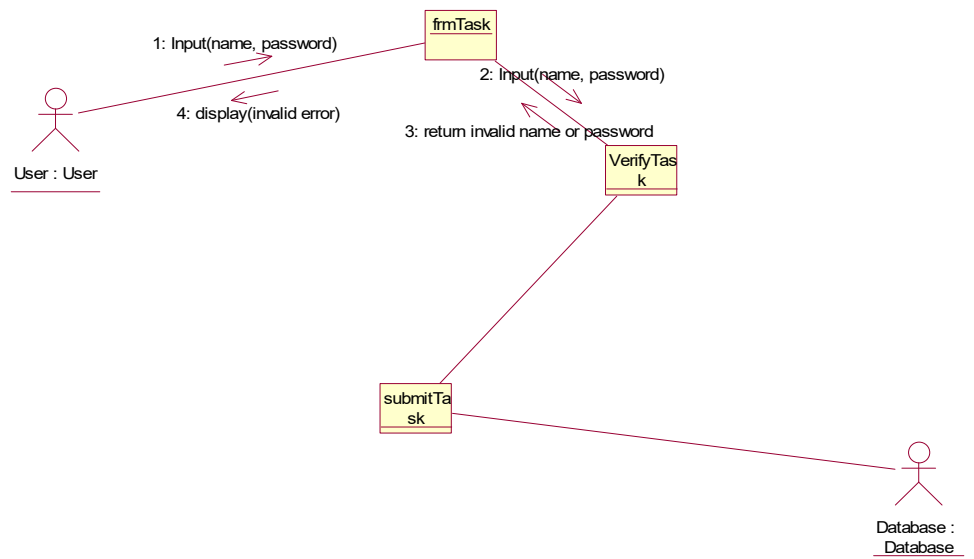 frmTask
1: Input(name, password)
2: Input(name, password)
4: display(invalid error)
3: return invalid name or password
User : User
VerifyTas
k
submitTa
sk
Database :
Database